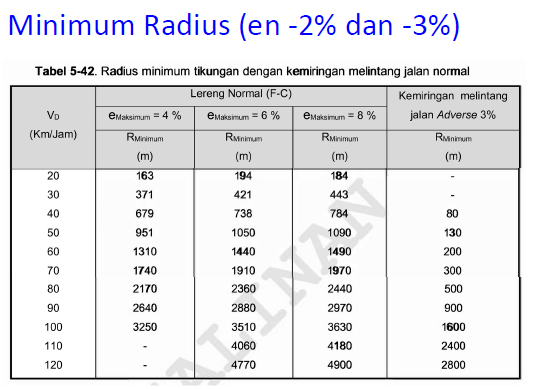 Minimum Radius (en -2% dan -3%)
Tabel 5-42. Radius minimum tikungan dengan kemiringan melintang jalan normal
VD (Km/Jam) Lereng Normal (F-C) Kemiringan melintang jalan Adverse 3%
eMaksimum = 4 % eMaksimum = 6 % eMaksimum = 8 %
RMinimum (m) RMinimum (m) RMinimum (m) RMinimum (m)
20 163 194 184 -
30 371 421 443 -
40 679 738 784 80
50 951 1050 1090 130
60 1310 1440 1490 200
70 1740 1910 1970 300
80 2170 2360 2440 500
90 2640 2880 2970 900
100 3250 3510 3630 1600
110 - 4060 4180 2400
120 - 4770 4900 2800
SALINAN